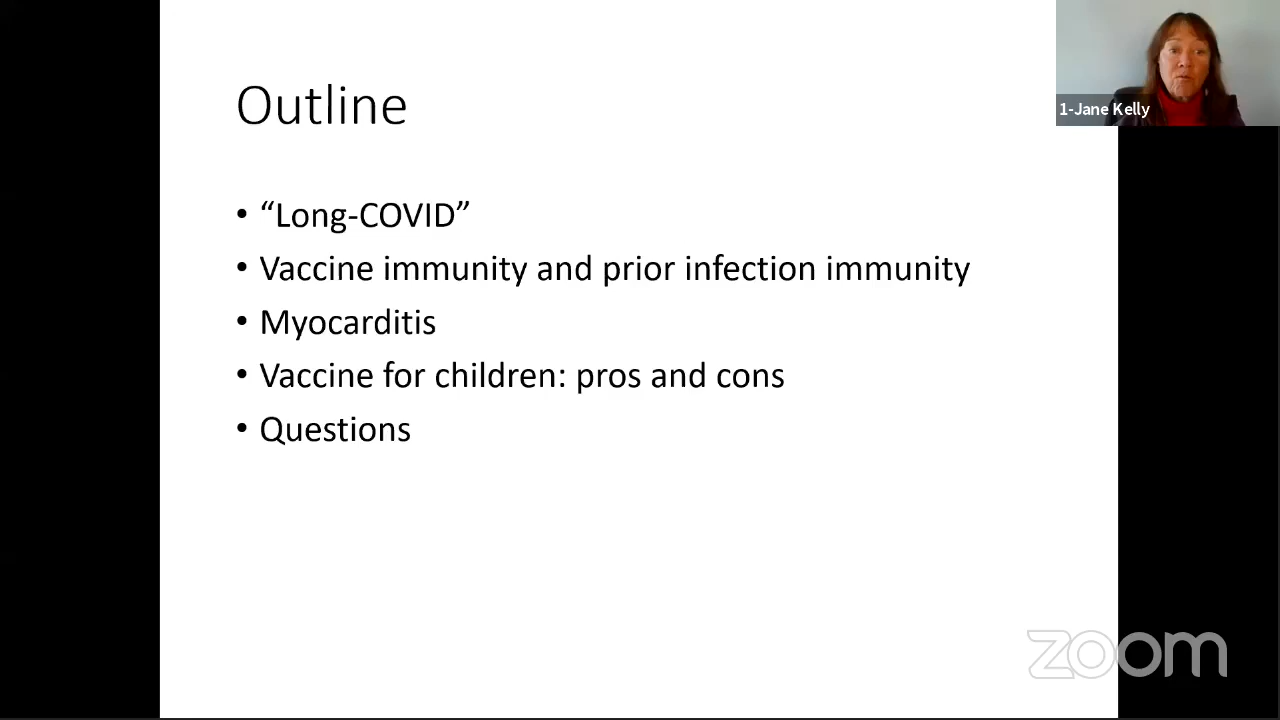 Outline
1-Jane Kelly
• “Long-COVID”
• Vaccine immunity and prior infection immunity
• Myocarditis
• Vaccine for children: pros and cons
• Questions
zoom